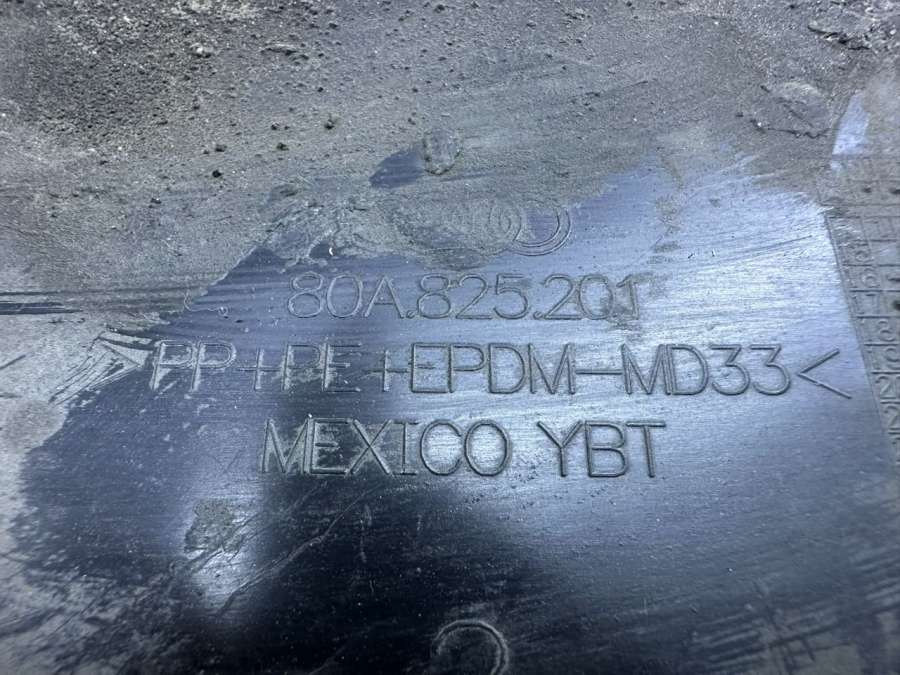 80A.825.201
>PP+PE+EPDM-MD33<
MEXICO YBT